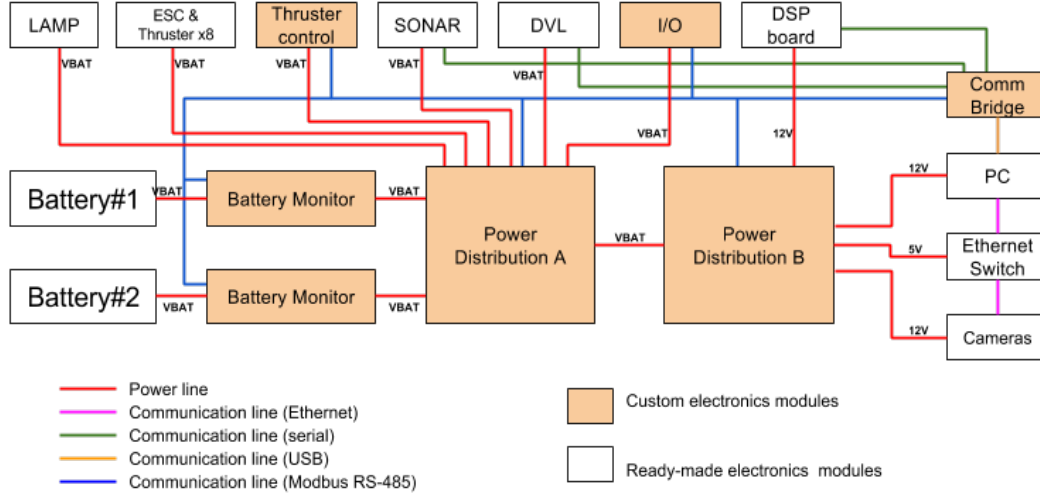 LAMP
ESC &
Thruster x8
Thruster
control
SONAR
DVL
I/O
DSP
board
VBAT
VBAT
VBAT
VBAT
VBAT
VBAT
12V
Comm
Bridge
Battery#1
VBAT
Battery Monitor
VBAT
Power
Distribution A
VBAT
Power
Distribution B
12V
PC
5V
Ethernet
Switch
Battery#2
VBAT
Battery Monitor
VBAT
12V
Cameras
Power line
Communication line (Ethernet)
Communication line (serial)
Communication line (USB)
Communication line (Modbus RS-485)
Custom electronics modules
Ready-made electronics modules